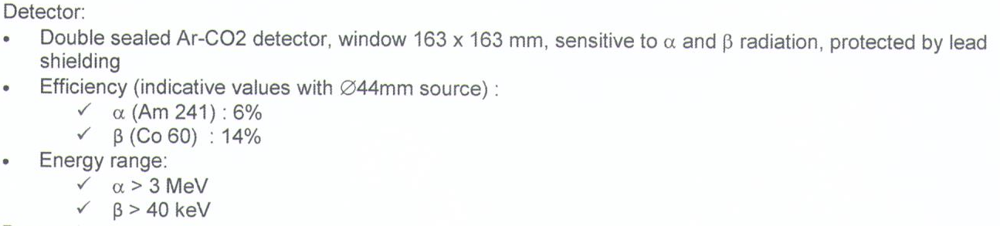 Detector:
• Double sealed Ar-CO2 detector, window 163 x 163 mm, sensitive to α and β radiation, protected by lead
shielding
• Efficiency (indicative values with ∅44mm source) :
✓ α (Am 241) : 6%
✓ β (Co 60) : 14%
• Energy range:
✓ α > 3 MeV
✓ β > 40 keV